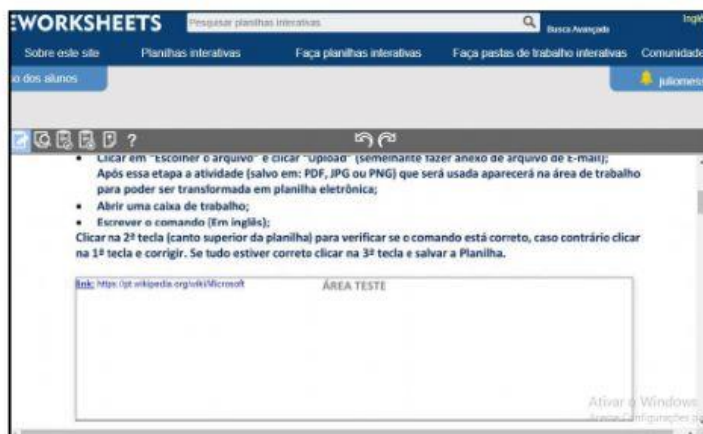 EWORKSHEETS
Pesquisar planilhas interativas
Busca Avançada
Inglê
Sobre este site
Planilhas interativas
Faça planilhas interativas
Faça pastas de trabalho interativas
Comunidade
o dos alunos
juliomess
?
• Clicar em "Escolher o arquivo" e clicar "Upload" (semelhante fazer anexo de arquivo de E-mail);
Após essa etapa a atividade (salvo em: PDF, JPG ou PNG) que será usada aparecerá na área de trabalho
para poder ser transformada em planilha eletrônica;
• Abrir uma caixa de trabalho;
• Escrever o comando (Em inglês);
Clicar na 2ª tecla (canto superior da planilha) para verificar se o comando está correto, caso contrário clicar
na 1ª tecla e corrigir. Se tudo estiver correto clicar na 3ª tecla e salvar a Planilha.
link: https://pt.wikipedia.org/wiki/Microsoft
ÁREA TESTE
Ativar o Windows